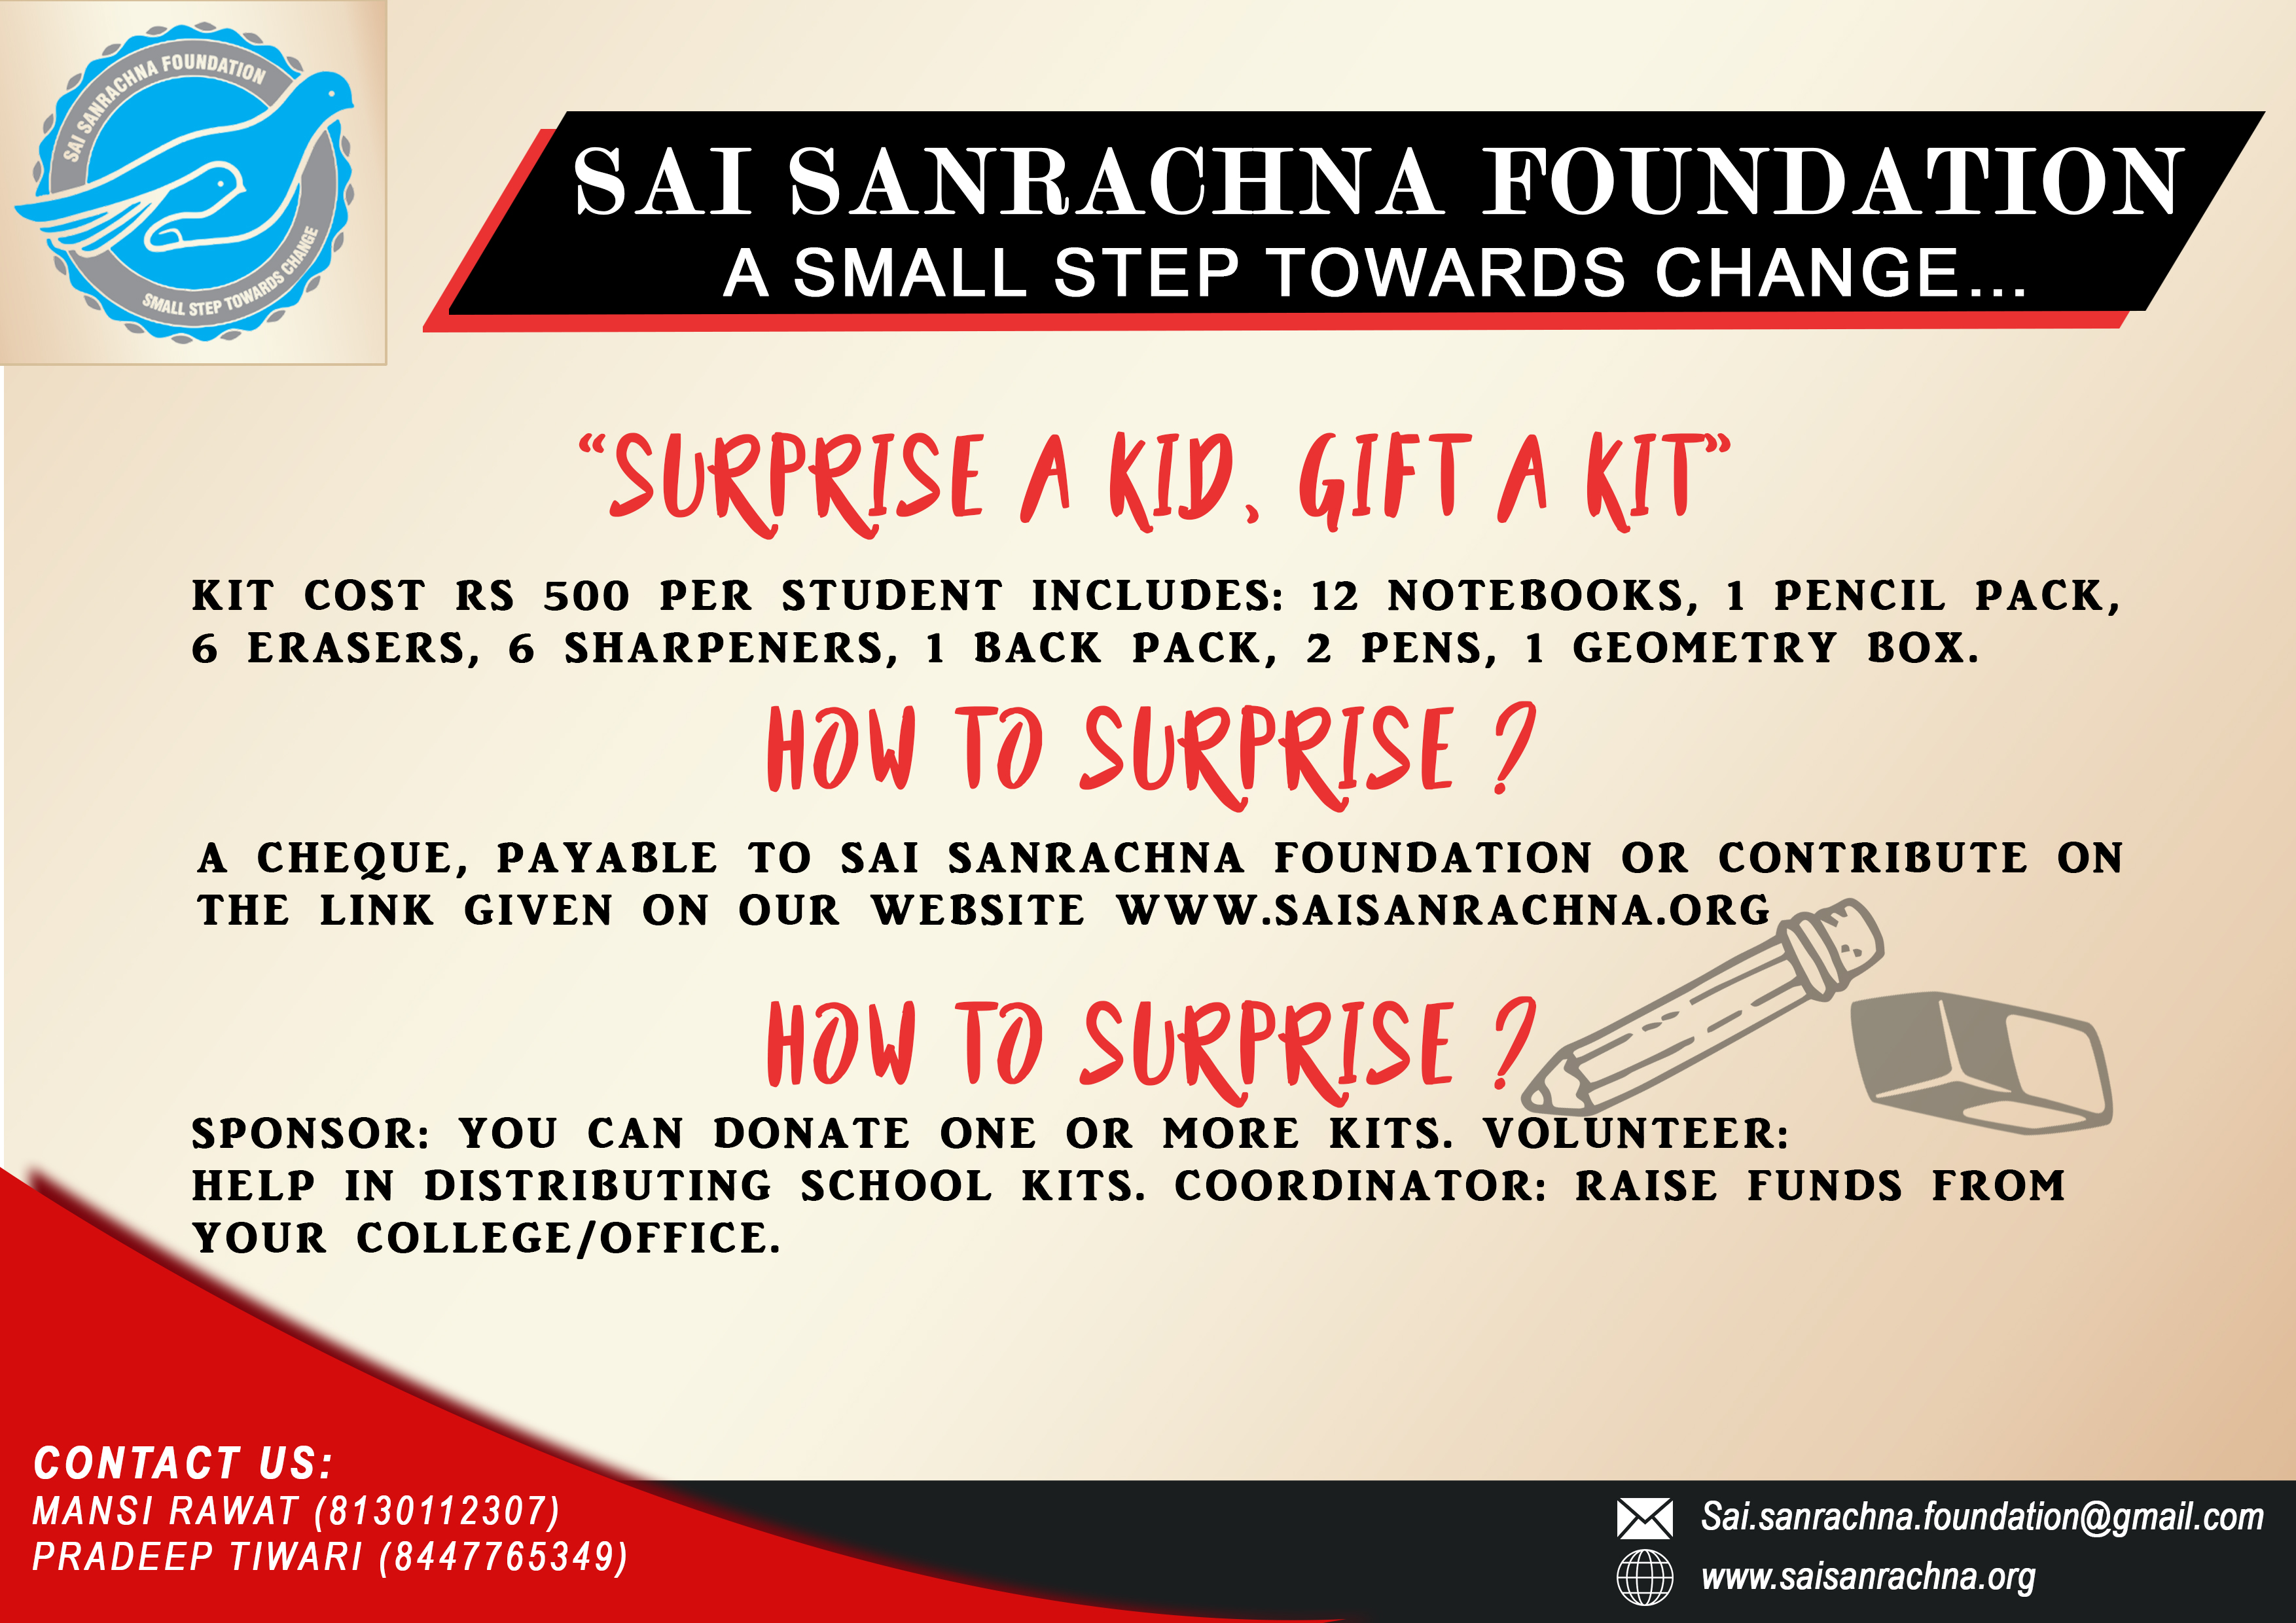 SAI SANRACHNA FOUNDATION
SMALL STEP TOWARDS CHANGE
SAI SANRACHNA FOUNDATION
A SMALL STEP TOWARDS CHANGE...
“SURPRISE A KID, GIFT A KIT”
KIT COST RS 500 PER STUDENT INCLUDES: 12 NOTEBOOKS, 1 PENCIL PACK,
6 ERASERS, 6 SHARPENERS, 1 BACK PACK, 2 PENS, 1 GEOMETRY BOX.
HOW TO SURPRISE ?
A CHEQUE, PAYABLE TO SAI SANRACHNA FOUNDATION OR CONTRIBUTE ON
THE LINK GIVEN ON OUR WEBSITE WWW.SAISANRACHNA.ORG
HOW TO SURPRISE ?
SPONSOR: YOU CAN DONATE ONE OR MORE KITS. VOLUNTEER:
HELP IN DISTRIBUTING SCHOOL KITS. COORDINATOR: RAISE FUNDS FROM
YOUR COLLEGE/OFFICE.
CONTACT US:
MANSI RAWAT (8130112307)
PRADEEP TIWARI (8447765349)
Sai.sanrachna.foundation@gmail.com
www.saisanrachna.org